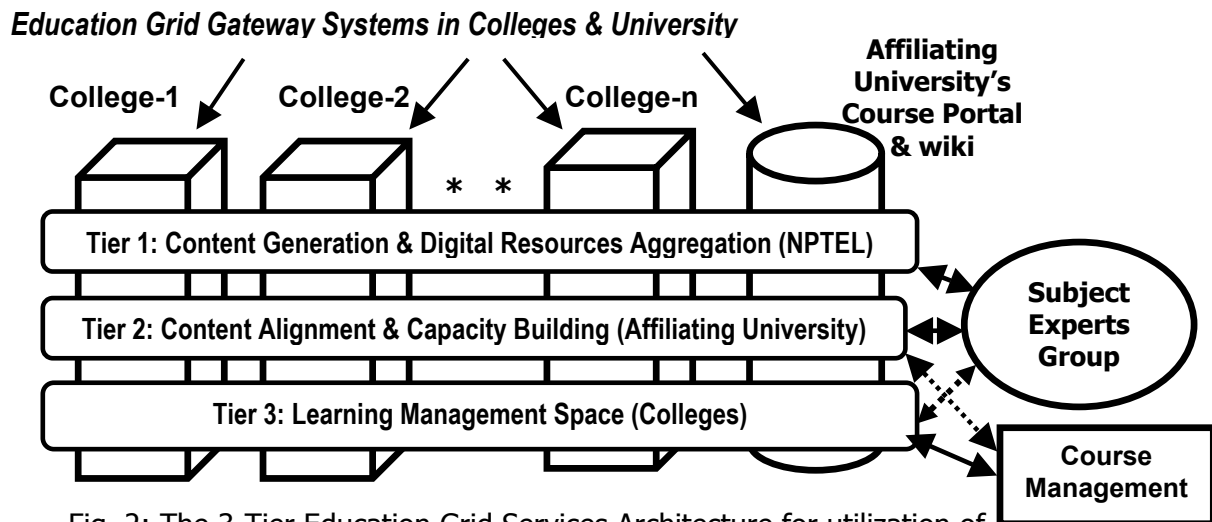 Education Grid Gateway Systems in Colleges & University
Affiliating
University's
Course Portal
& wiki
College-1
College-2
College-n
* *
Tier 1: Content Generation & Digital Resources Aggregation (NPTEL)
Tier 2: Content Alignment & Capacity Building (Affiliating University)
Tier 3: Learning Management Space (Colleges)
Subject
Experts
Group
Course
Management
Fig. 2: The 3-Tier Education Grid Services Architecture for utilization of